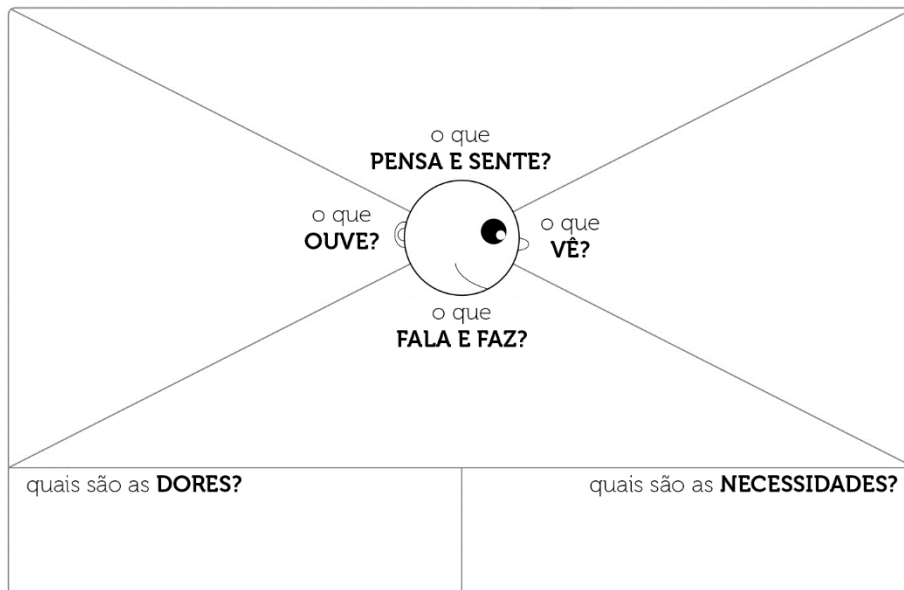 o que
PENSA E SENTE?
o que
OUVE?
o que
VÊ?
o que
FALA E FAZ?
quais são as DORES?
quais são as NECESSIDADES?